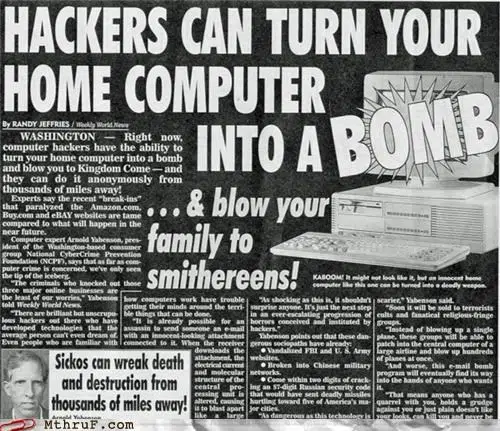 HACKERS CAN TURN YOUR
HOME COMPUTER
INTO A BOMB
. . . & blow your
family to
smithereens!
By RANDY JEFFRIES / Weekly World News
WASHINGTON — Right now,
computer hackers have the ability to
turn your home computer into a bomb
and blow you to Kingdom Come — and
they can do it anonymously from
thousands of miles away!
Experts say the recent "break-ins"
that paralyzed the Amazon.com,
Buy.com and eBAY websites are tame
compared to what will happen in the
near future.
Computer expert Arnold Yabenson, pres-
ident of the Washington-based consumer
group National CyberCrime Prevention
Foundation (NCPF), says that as far as com-
puter crime is concerned, we've only seen
the tip of the iceberg.
"The criminals who knocked out those
three major online businesses are
the least of our worries," Yabenson
told Weekly World News.
"There are brilliant but unscrupu-
lous hackers out there who have
developed technologies that the
average person can't even dream of.
Even people who are familiar with
how computers work have trouble
getting their minds around the terri-
ble things that can be done.
"It is already possible for an
assassin to send someone an e-mail
with an innocent-looking attachment
connected to it. When the receiver
downloads the
attachment, the
electrical current
and molecular
structure of the
central pro-
cessing unit is
altered, causing
it to blast apart
like a large
"As shocking as this is, it shouldn't
surprise anyone. It's just the next step
in an ever-escalating progression of
horrors conceived and instituted by
hackers."
Yabenson points out that these dan-
gerous sociopaths have already:
● Vandalized FBI and U. S. Army
websites.
● Broken into Chinese military
networks.
● Come within two digits of crack-
ing an 87-digit Russian security code
that would have sent deadly missiles
hurtling toward five of America's ma-
jor cities.
"As dangerous as this technology is
scarier," Yabenson said.
"Soon it will be sold to terrorists
cults and fanatical religious-fringe
groups.
"Instead of blowing up a single
plane, these groups will be able to
patch into the central computer of a
large airline and blow up hundreds
of planes at once.
"And worse, this e-mail bomb
program will eventually find its way
into the hands of anyone who wants
it.
"That means anyone who has a
quarrel with you, holds a grudge
against you or just plain doesn't like
your looks, can kill you and never be
KABOOM! It might not look like it, but an innocent home
computer like this one can be turned into a deadly weapon.
Sickos can wreak death
and destruction from
thousands of miles away!
Arnold Yabenson
MThruF.com